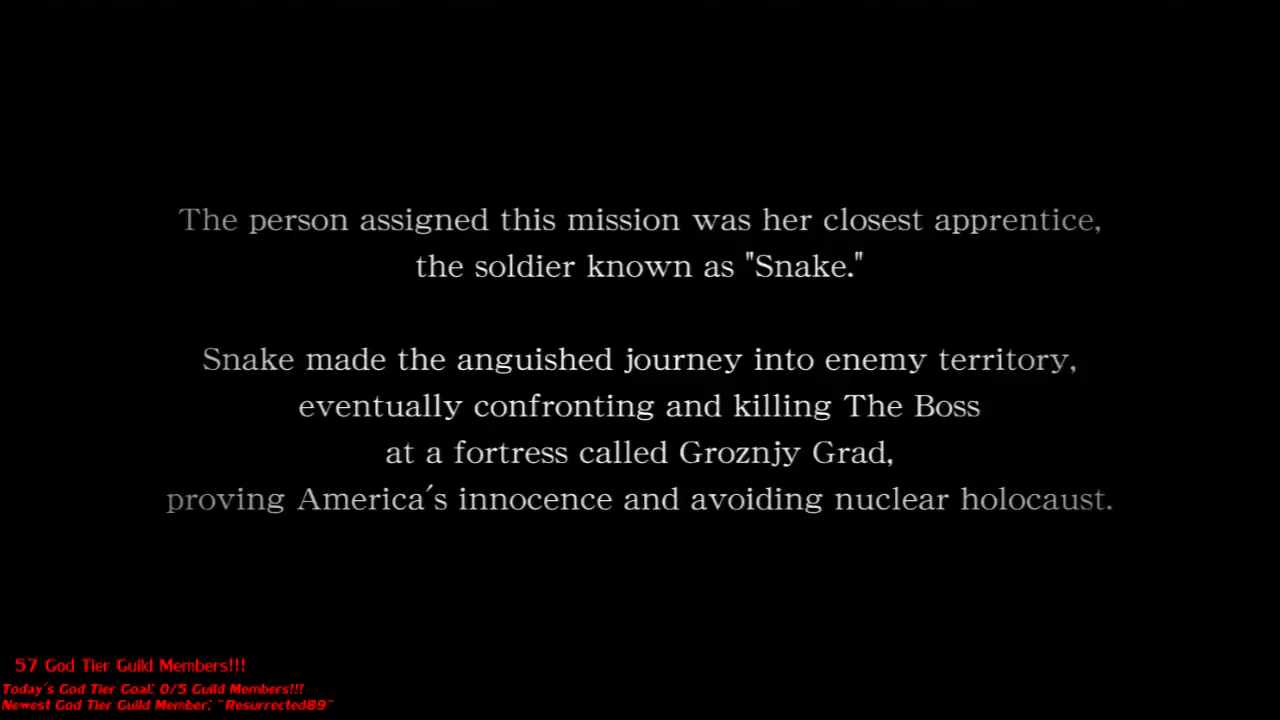 The person assigned this mission was her closest apprentice,
the soldier known as "Snake."
Snake made the anguished journey into enemy territory,
eventually confronting and killing The Boss
at a fortress called Groznjy Grad,
proving America's innocence and avoiding nuclear holocaust.
57 God Tier Guild Members!!!
Today's God Tier Goal: 0/5 Guild Members!!!
Newest God Tier Guild Member: "Resurrected89"